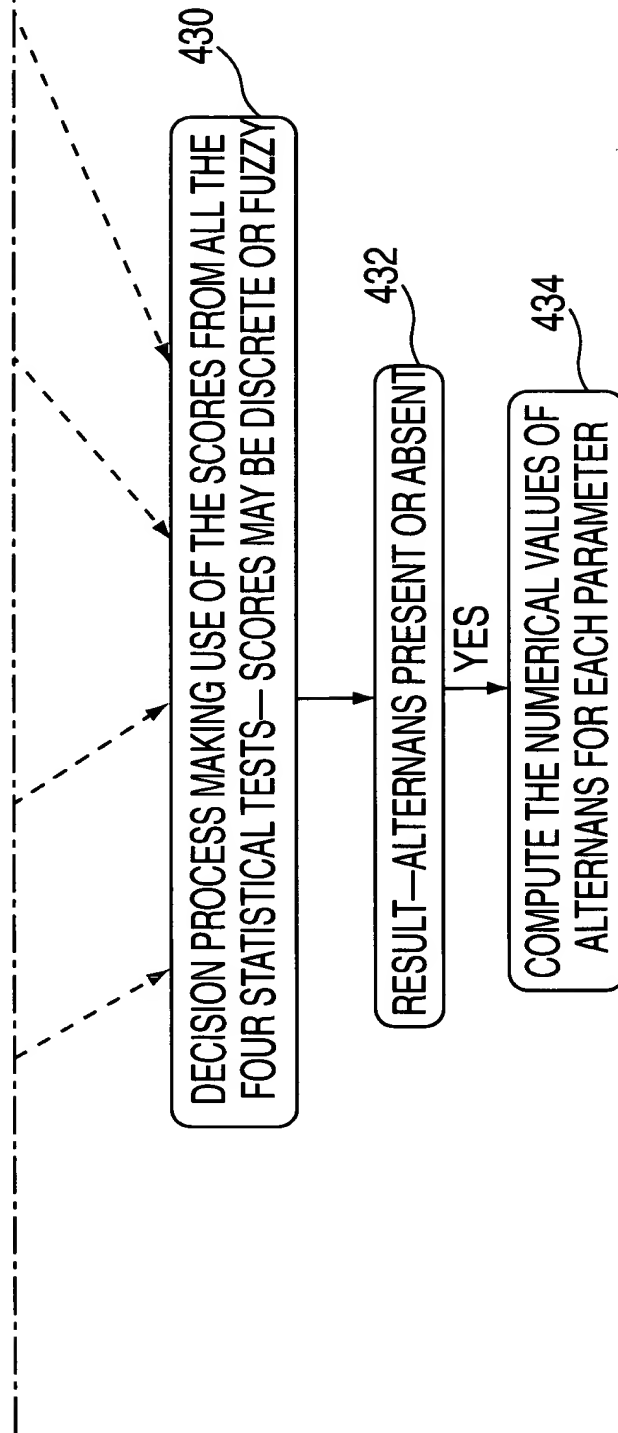 430
DECISION PROCESS MAKING USE OF THE SCORES FROM ALL THE
FOUR STATISTICAL TESTS— SCORES MAY BE DISCRETE OR FUZZY
432
RESULT—ALTERNANS PRESENT OR ABSENT
YES
434
COMPUTE THE NUMERICAL VALUES OF
ALTERNANS FOR EACH PARAMETER